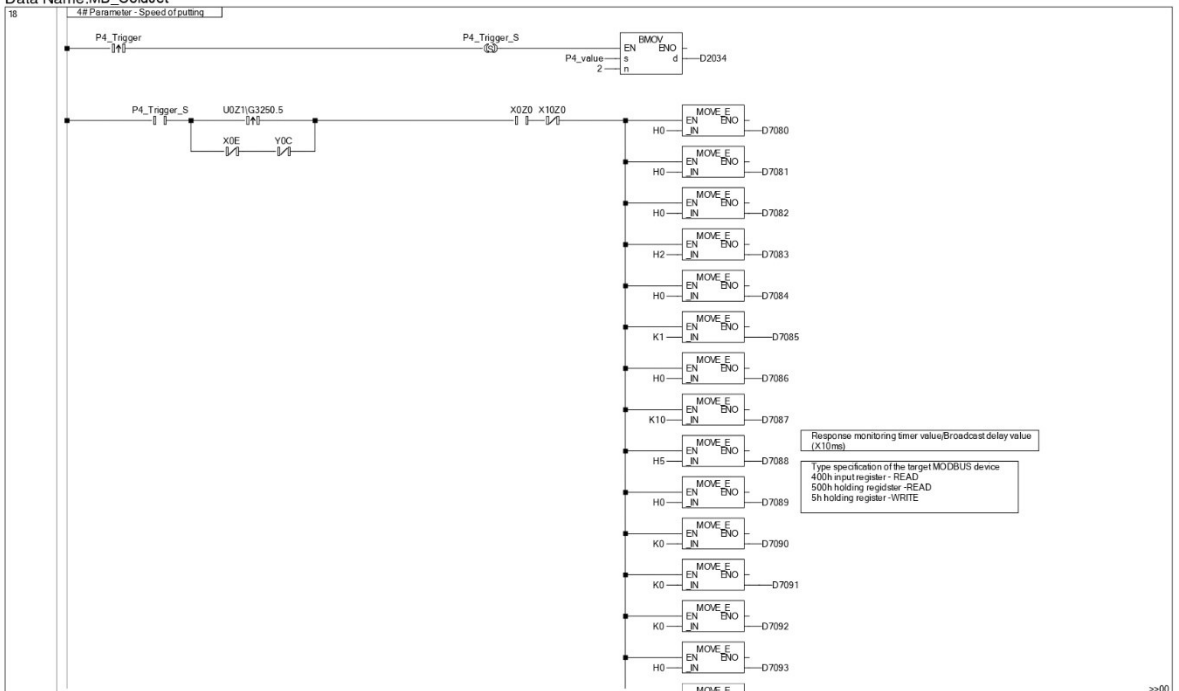 Data Name:MB_Coldjet
18
4# Parameter - Speed of putting
P4_Trigger P4_Trigger_S BMOV
EN ENO
P4_value s d D2034
2 n
P4_Trigger_S U0Z1\G3250.5 X0Z0 X10Z0 MOVE_E
EN ENO
H0 _IN D7080
X0E Y0C
MOVE_E
EN ENO
H0 _IN D7081
MOVE_E
EN ENO
H0 _IN D7082
MOVE_E
EN ENO
H2 _IN D7083
MOVE_E
EN ENO
H0 _IN D7084
MOVE_E
EN ENO
K1 _IN D7085
MOVE_E
EN ENO
H0 _IN D7086
MOVE_E
EN ENO
K10 _IN D7087
Response monitoring timer value/Broadcast delay value
(X10ms)
MOVE_E
EN ENO
H5 _IN D7088
Type specification of the target MODBUS device
400h input register - READ
500h holding regidster -READ
5h holding register -WRITE
MOVE_E
EN ENO
H0 _IN D7089
MOVE_E
EN ENO
K0 _IN D7090
MOVE_E
EN ENO
K0 _IN D7091
MOVE_E
EN ENO
K0 _IN D7092
MOVE_E
EN ENO
H0 _IN D7093
MOVE_E
>>00